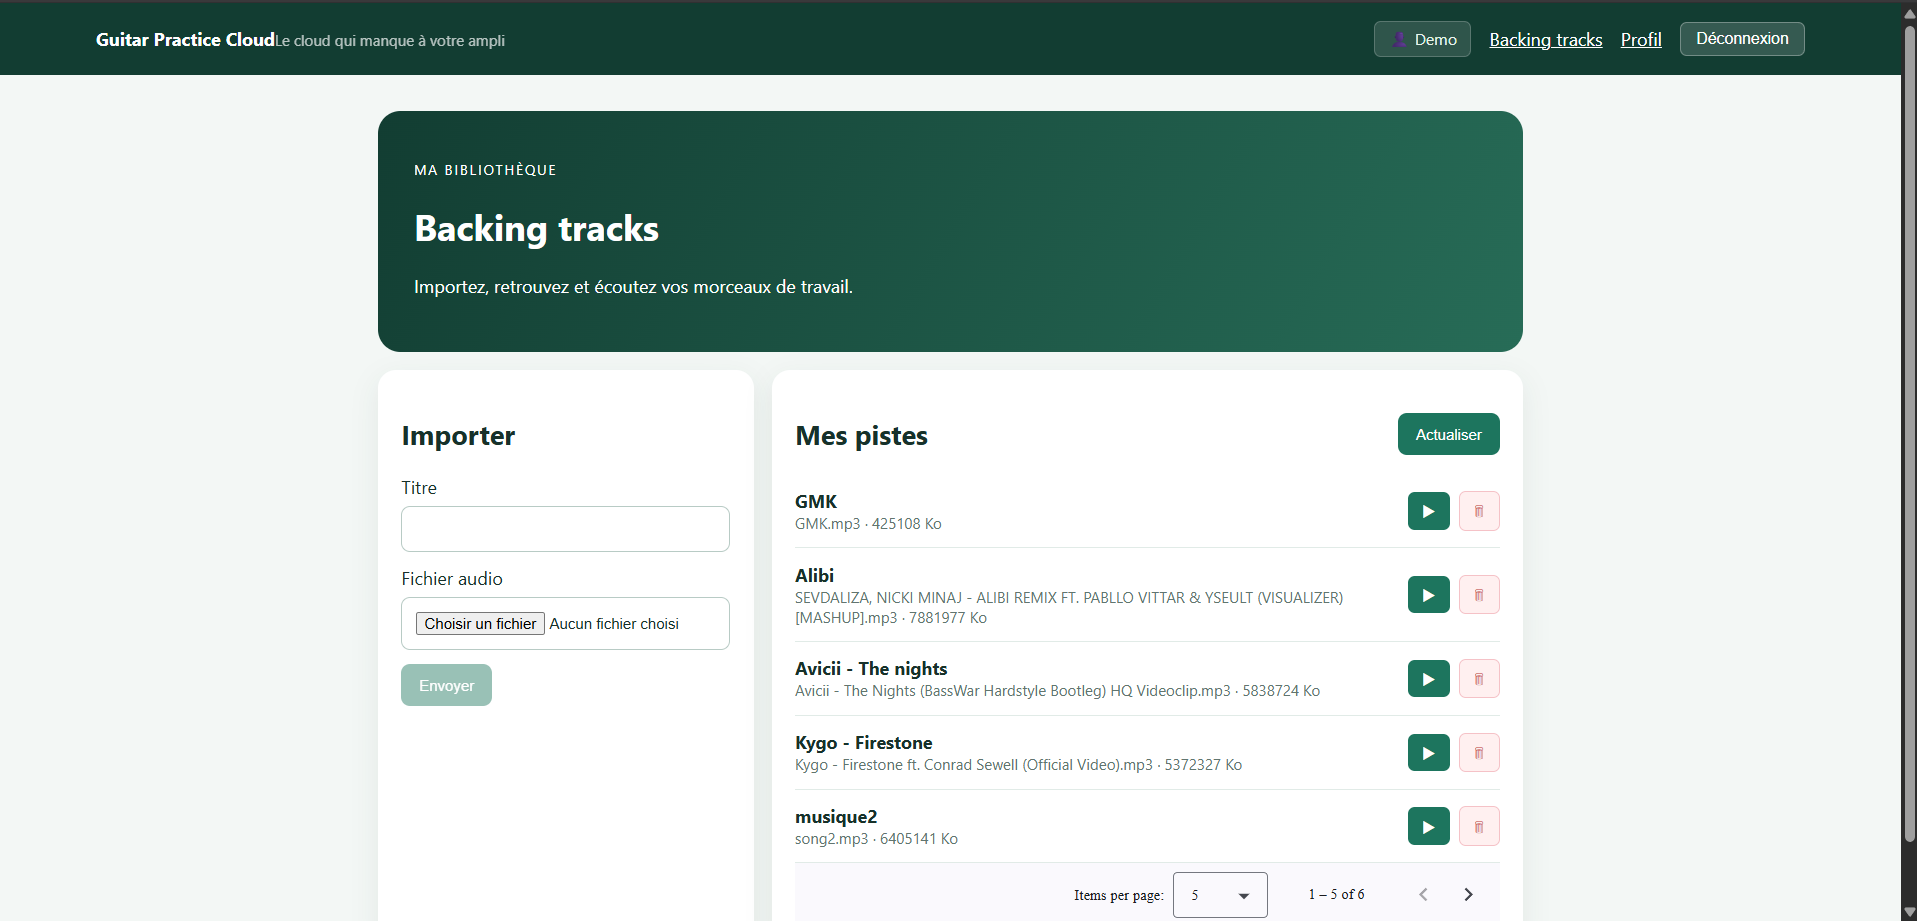 Guitar Practice Cloud Le cloud qui manque à votre ampli
Demo
Backing tracks
Profil
Déconnexion
MA BIBLIOTHÈQUE
Backing tracks
Importez, retrouvez et écoutez vos morceaux de travail.
Importer
Titre
Fichier audio
Choisir un fichier Aucun fichier choisi
Envoyer
Mes pistes
Actualiser
GMK
GMK.mp3 · 425108 Ko
Alibi
SEVDALIZA, NICKI MINAJ - ALIBI REMIX FT. PABLLO VITTAR & YSEULT (VISUALIZER)
[MASHUP].mp3 · 7881977 Ko
Avicii - The nights
Avicii - The Nights (BassWar Hardstyle Bootleg) HQ Videoclip.mp3 · 5838724 Ko
Kygo - Firestone
Kygo - Firestone ft. Conrad Sewell (Official Video).mp3 · 5372327 Ko
musique2
song2.mp3 · 6405141 Ko
Items per page: 5 1 – 5 of 6